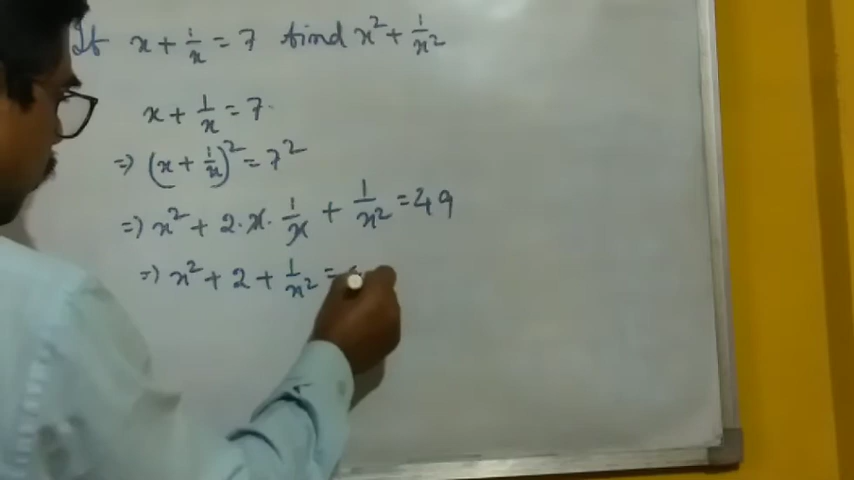 If x + 1/x = 7 find x² + 1/x²
x + 1/x = 7.
⇒ (x + 1/x)² = 7²
⇒ x² + 2·x·1/x + 1/x² = 49
⇒ x² + 2 + 1/x² =